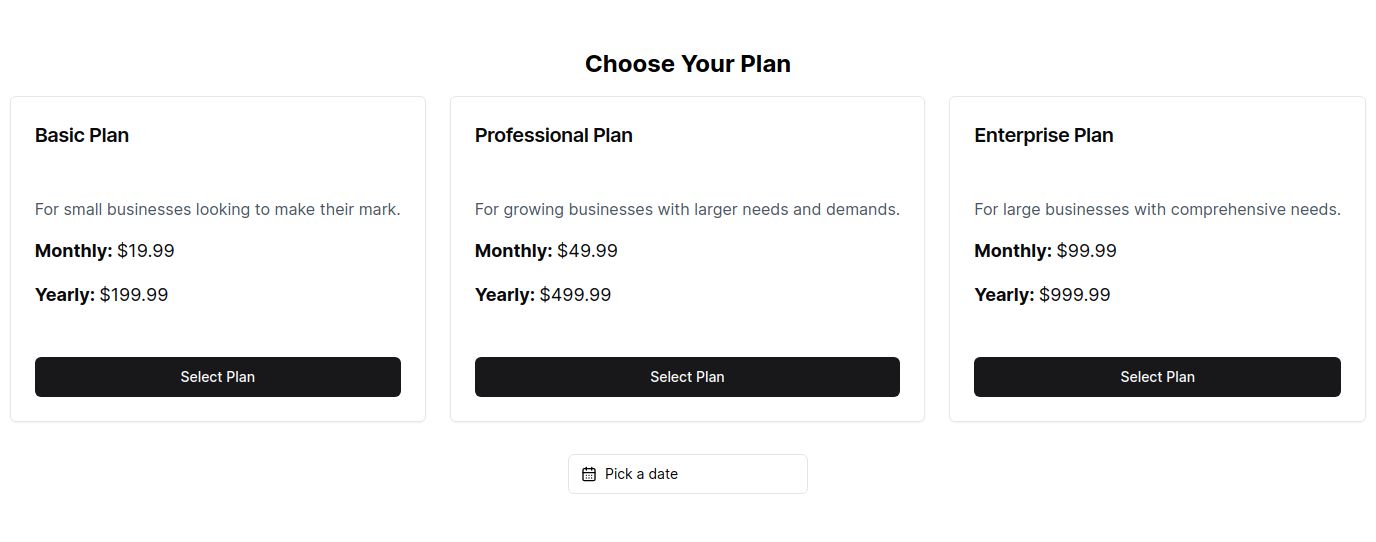 Choose Your Plan
Basic Plan
For small businesses looking to make their mark.
Monthly: $19.99
Yearly: $199.99
Select Plan
Professional Plan
For growing businesses with larger needs and demands.
Monthly: $49.99
Yearly: $499.99
Select Plan
Enterprise Plan
For large businesses with comprehensive needs.
Monthly: $99.99
Yearly: $999.99
Select Plan
Pick a date